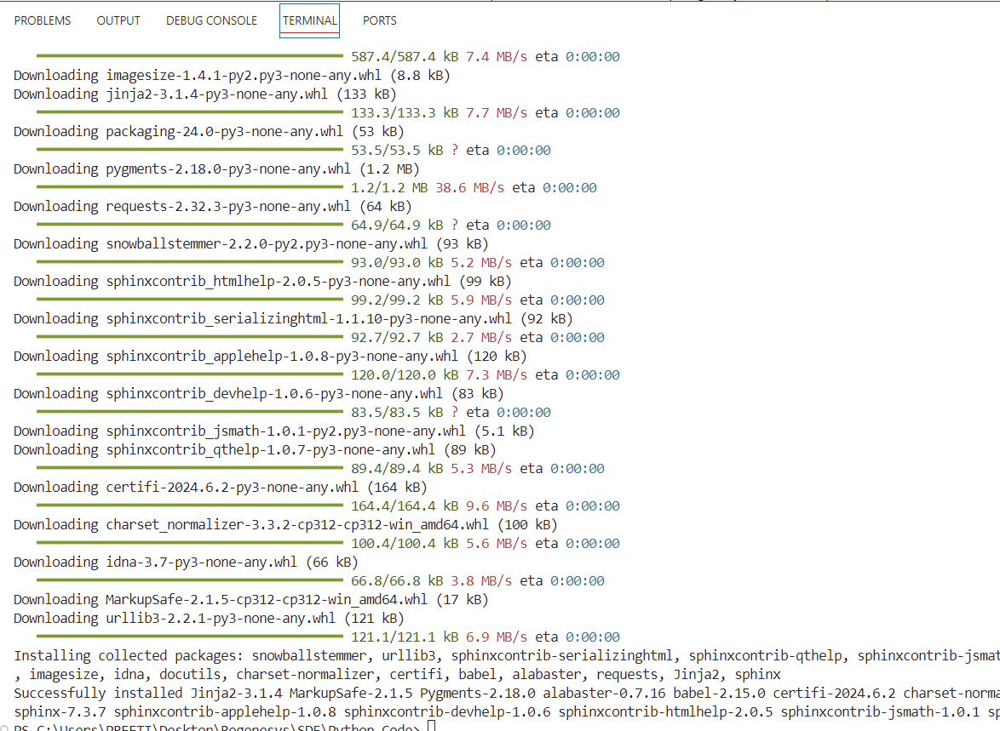 PROBLEMS OUTPUT DEBUG CONSOLE TERMINAL PORTS
587.4/587.4 kB 7.4 MB/s eta 0:00:00
Downloading imagesize-1.4.1-py2.py3-none-any.whl (8.8 kB)
Downloading jinja2-3.1.4-py3-none-any.whl (133 kB)
133.3/133.3 kB 7.7 MB/s eta 0:00:00
Downloading packaging-24.0-py3-none-any.whl (53 kB)
53.5/53.5 kB ? eta 0:00:00
Downloading pygments-2.18.0-py3-none-any.whl (1.2 MB)
1.2/1.2 MB 38.6 MB/s eta 0:00:00
Downloading requests-2.32.3-py3-none-any.whl (64 kB)
64.9/64.9 kB ? eta 0:00:00
Downloading snowballstemmer-2.2.0-py2.py3-none-any.whl (93 kB)
93.0/93.0 kB 5.2 MB/s eta 0:00:00
Downloading sphinxcontrib_htmlhelp-2.0.5-py3-none-any.whl (99 kB)
99.2/99.2 kB 5.9 MB/s eta 0:00:00
Downloading sphinxcontrib_serializinghtml-1.1.10-py3-none-any.whl (92 kB)
92.7/92.7 kB 2.7 MB/s eta 0:00:00
Downloading sphinxcontrib_applehelp-1.0.8-py3-none-any.whl (120 kB)
120.0/120.0 kB 7.3 MB/s eta 0:00:00
Downloading sphinxcontrib_devhelp-1.0.6-py3-none-any.whl (83 kB)
83.5/83.5 kB ? eta 0:00:00
Downloading sphinxcontrib_jsmath-1.0.1-py2.py3-none-any.whl (5.1 kB)
Downloading sphinxcontrib_qthelp-1.0.7-py3-none-any.whl (89 kB)
89.4/89.4 kB 5.3 MB/s eta 0:00:00
Downloading certifi-2024.6.2-py3-none-any.whl (164 kB)
164.4/164.4 kB 9.6 MB/s eta 0:00:00
Downloading charset_normalizer-3.3.2-cp312-cp312-win_amd64.whl (100 kB)
100.4/100.4 kB 5.6 MB/s eta 0:00:00
Downloading idna-3.7-py3-none-any.whl (66 kB)
66.8/66.8 kB 3.8 MB/s eta 0:00:00
Downloading MarkupSafe-2.1.5-cp312-cp312-win_amd64.whl (17 kB)
Downloading urllib3-2.2.1-py3-none-any.whl (121 kB)
121.1/121.1 kB 6.9 MB/s eta 0:00:00
Installing collected packages: snowballstemmer, urllib3, sphinxcontrib-serializinghtml, sphinxcontrib-qthelp, sphinxcontrib-jsmat
, imagesize, idna, docutils, charset-normalizer, certifi, babel, alabaster, requests, Jinja2, sphinx
Successfully installed Jinja2-3.1.4 MarkupSafe-2.1.5 Pygments-2.18.0 alabaster-0.7.16 babel-2.15.0 certifi-2024.6.2 charset-norma
sphinx-7.3.7 sphinxcontrib-applehelp-1.0.8 sphinxcontrib-devhelp-1.0.6 sphinxcontrib-htmlhelp-2.0.5 sphinxcontrib-jsmath-1.0.1 sp
PS C:\Users\PREETI\Desktop\Regenesys\SDE\Python Code>